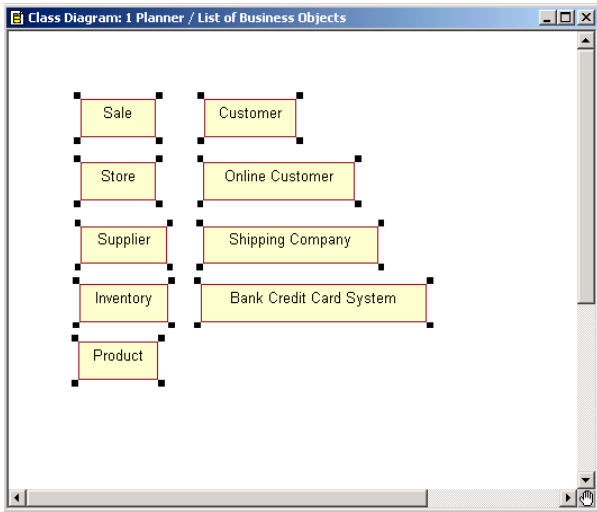 Class Diagram: 1 Planner / List of Business Objects
Sale
Customer
Store
Online Customer
Supplier
Shipping Company
Inventory
Bank Credit Card System
Product